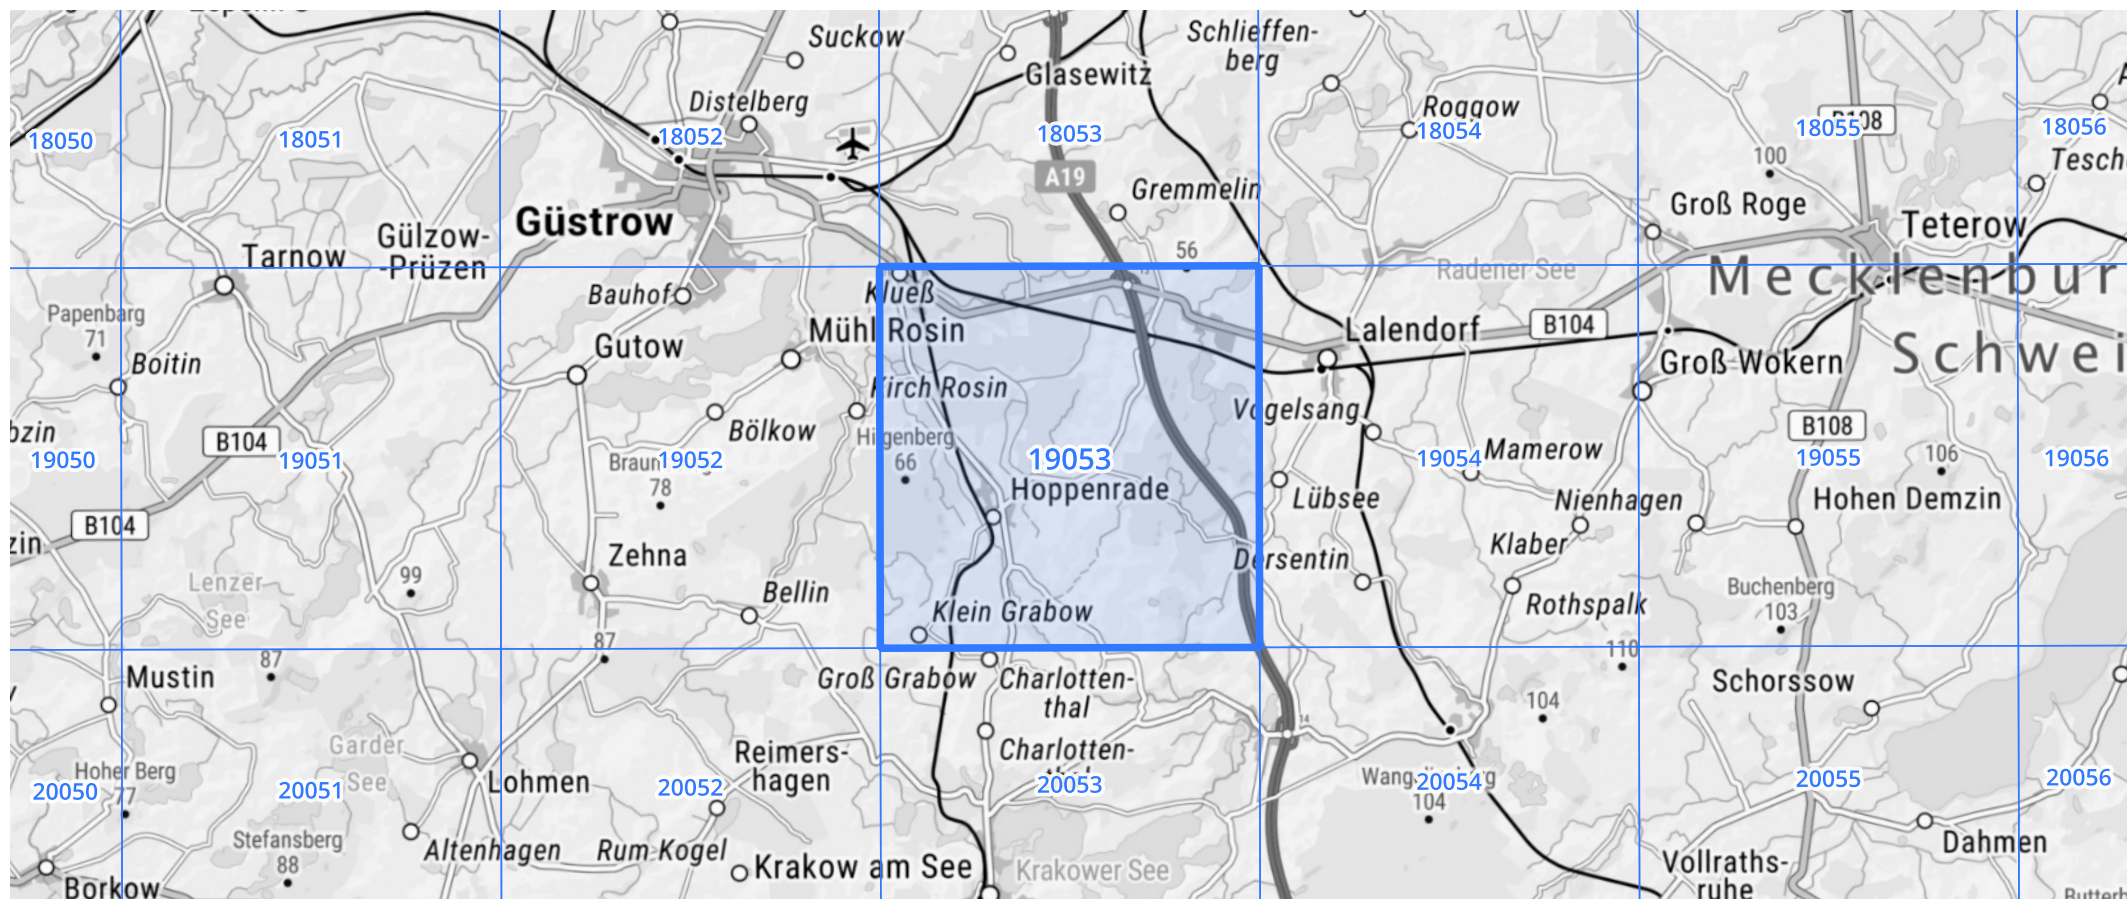 Suckow
Schlieffen-
berg
Glasewitz
Distelberg
Roggow
B108
18050
18051
18052
18053
18054
18055
18056
100
A19
Gremmelin
Groß Roge
Güstrow
Gülzow-
-Prüzen
Teterow
Tarnow
56
Radener See
Mecklenbur
Bauhof
Klueß
Papenbarg
71
Mühl Rosin
Lalendorf
B104
Gutow
Schwei
Boitin
Groß Wokern
Kirch Rosin
Vogelsang
B108
B104
Bölkow
Hilgenberg
66
Mamerow
106
19050
19051
19052
19053
19054
19055
19056
78
Hoppenrade
Lübsee
Nienhagen
Hohen Demzin
B104
zin
Zehna
Dersentin
Klaber
Lenzer
See
99
Bellin
Klein Grabow
Rothspalk
Buchenberg
103
87
110
87
Mustin
Groß Grabow
Charlotten-
thal
Schorssow
104
14
Garder
See
Reimers-
hagen
Charlotten-
Hoher Berg
77
Lohmen
104
20050
20051
20052
20053
20054
20055
20056
Stefansberg
88
Altenhagen
Rum Kogel
Krakow am See
Krakower See
Dahmen
Vollraths-
ruhe
Borkow